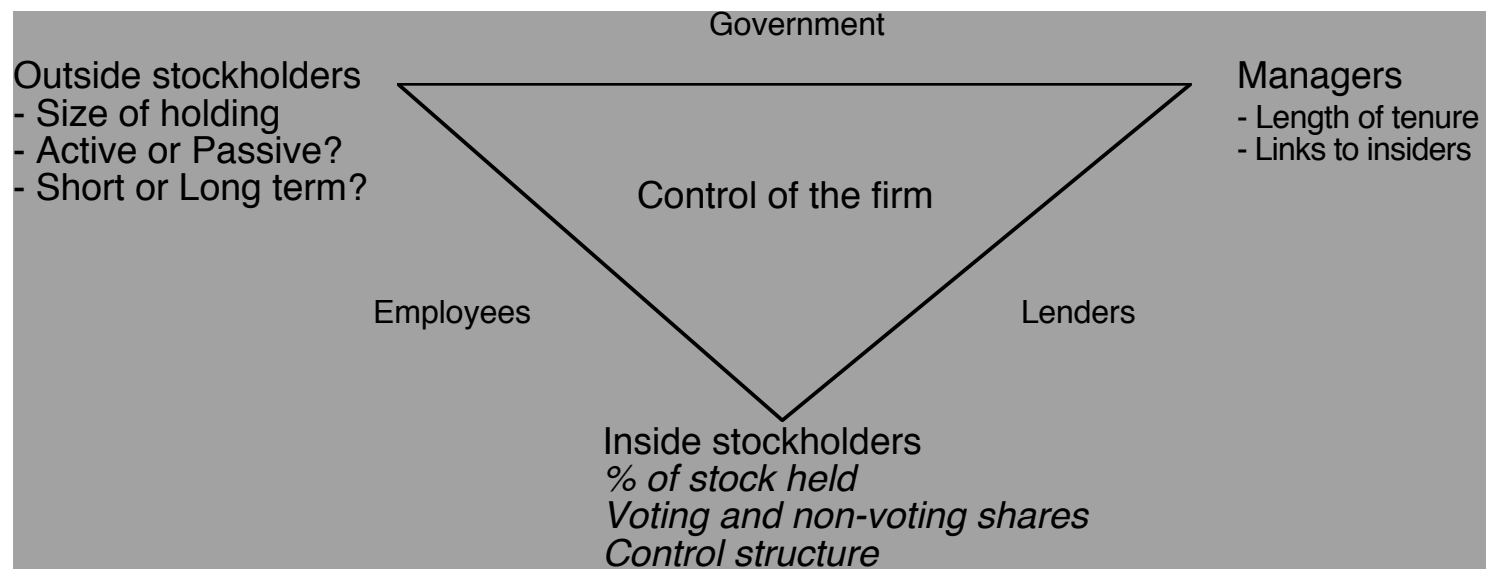 Government
Outside stockholders
- Size of holding
- Active or Passive?
- Short or Long term?
Managers
- Length of tenure
- Links to insiders
Control of the firm
Employees
Lenders
Inside stockholders
% of stock held
Voting and non-voting shares
Control structure